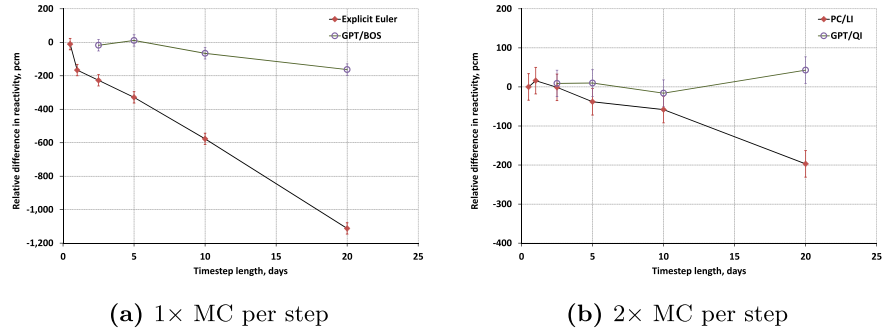 200
0
-200
-400
-600
-800
-1,000
-1,200
0
5
10
15
20
25
Relative difference in reactivity, pcm
Timestep length, days
Explicit Euler
GPT/BOS
(a) 1× MC per step
200
100
0
-100
-200
-300
-400
0
5
10
15
20
25
Relative difference in reactivity, pcm
Timestep length, days
PC/LI
GPT/QI
(b) 2× MC per step